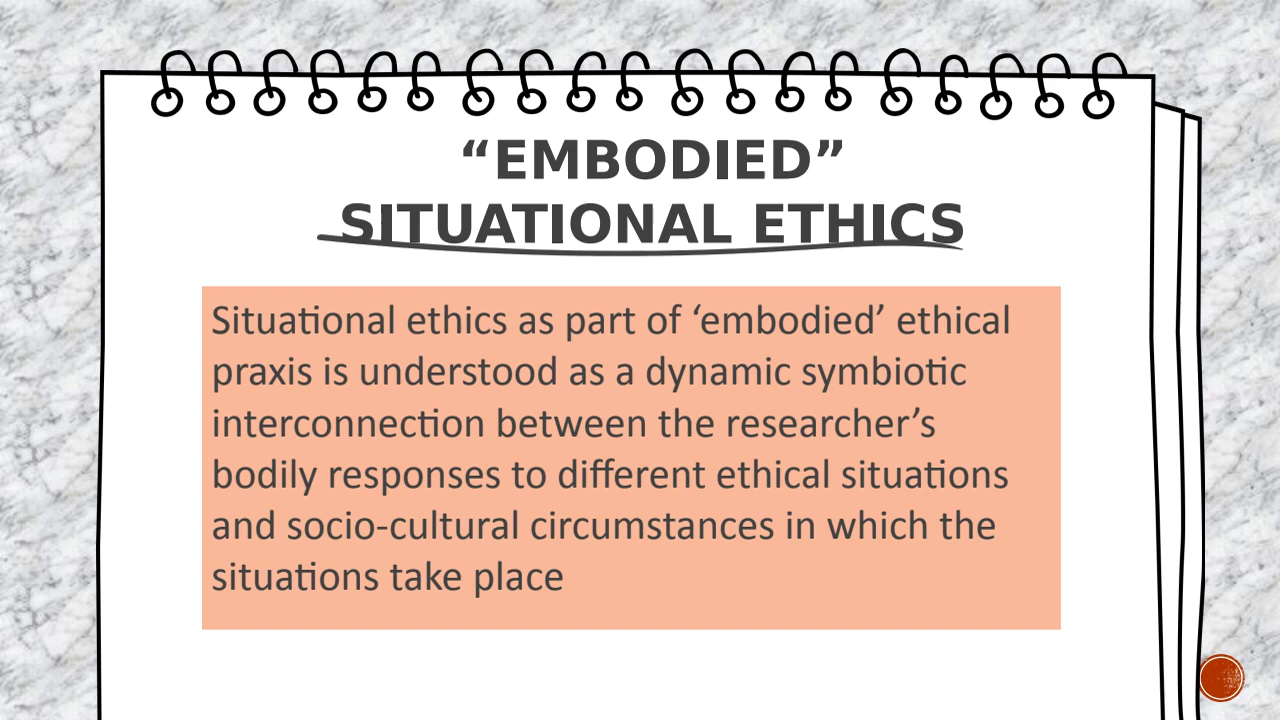 “EMBODIED”
SITUATIONAL ETHICS
Situational ethics as part of ‘embodied’ ethical
praxis is understood as a dynamic symbiotic
interconnection between the researcher’s
bodily responses to different ethical situations
and socio-cultural circumstances in which the
situations take place